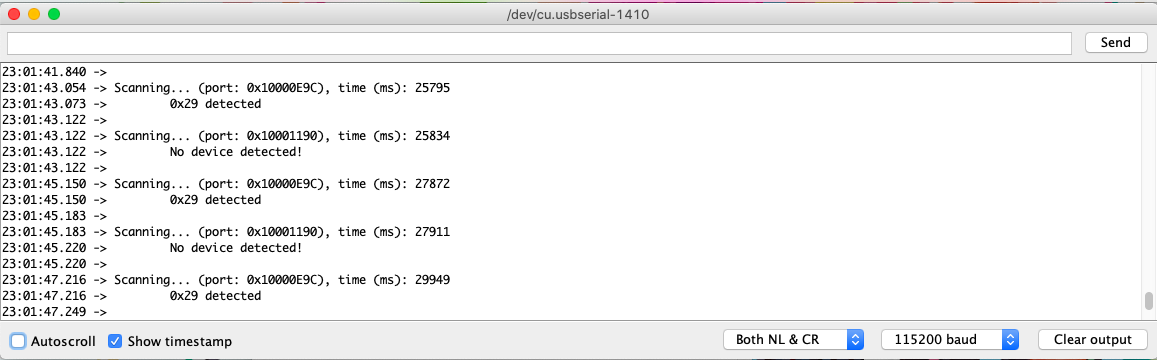 /dev/cu.usbserial-1410
Send
23:01:41.840 ->
23:01:43.054 -> Scanning... (port: 0x10000E9C), time (ms): 25795
23:01:43.073 ->        0x29 detected
23:01:43.122 ->
23:01:43.122 -> Scanning... (port: 0x10001190), time (ms): 25834
23:01:43.122 ->        No device detected!
23:01:43.122 ->
23:01:45.150 -> Scanning... (port: 0x10000E9C), time (ms): 27872
23:01:45.150 ->        0x29 detected
23:01:45.183 ->
23:01:45.183 -> Scanning... (port: 0x10001190), time (ms): 27911
23:01:45.220 ->        No device detected!
23:01:45.220 ->
23:01:47.216 -> Scanning... (port: 0x10000E9C), time (ms): 29949
23:01:47.216 ->        0x29 detected
23:01:47.249 ->
Autoscroll Show timestamp Both NL & CR 115200 baud Clear output